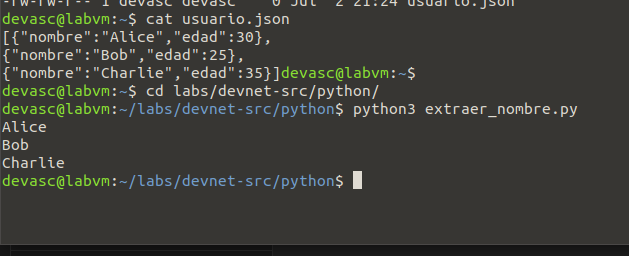 -rw-rw-r-- 1 devasc devasc    0 Jul  2 21:24 usuario.json
devasc@labvm:~$ cat usuario.json
[{"nombre":"Alice","edad":30},
{"nombre":"Bob","edad":25},
{"nombre":"Charlie","edad":35}]devasc@labvm:~$
devasc@labvm:~$ cd labs/devnet-src/python/
devasc@labvm:~/labs/devnet-src/python$ python3 extraer_nombre.py
Alice
Bob
Charlie
devasc@labvm:~/labs/devnet-src/python$